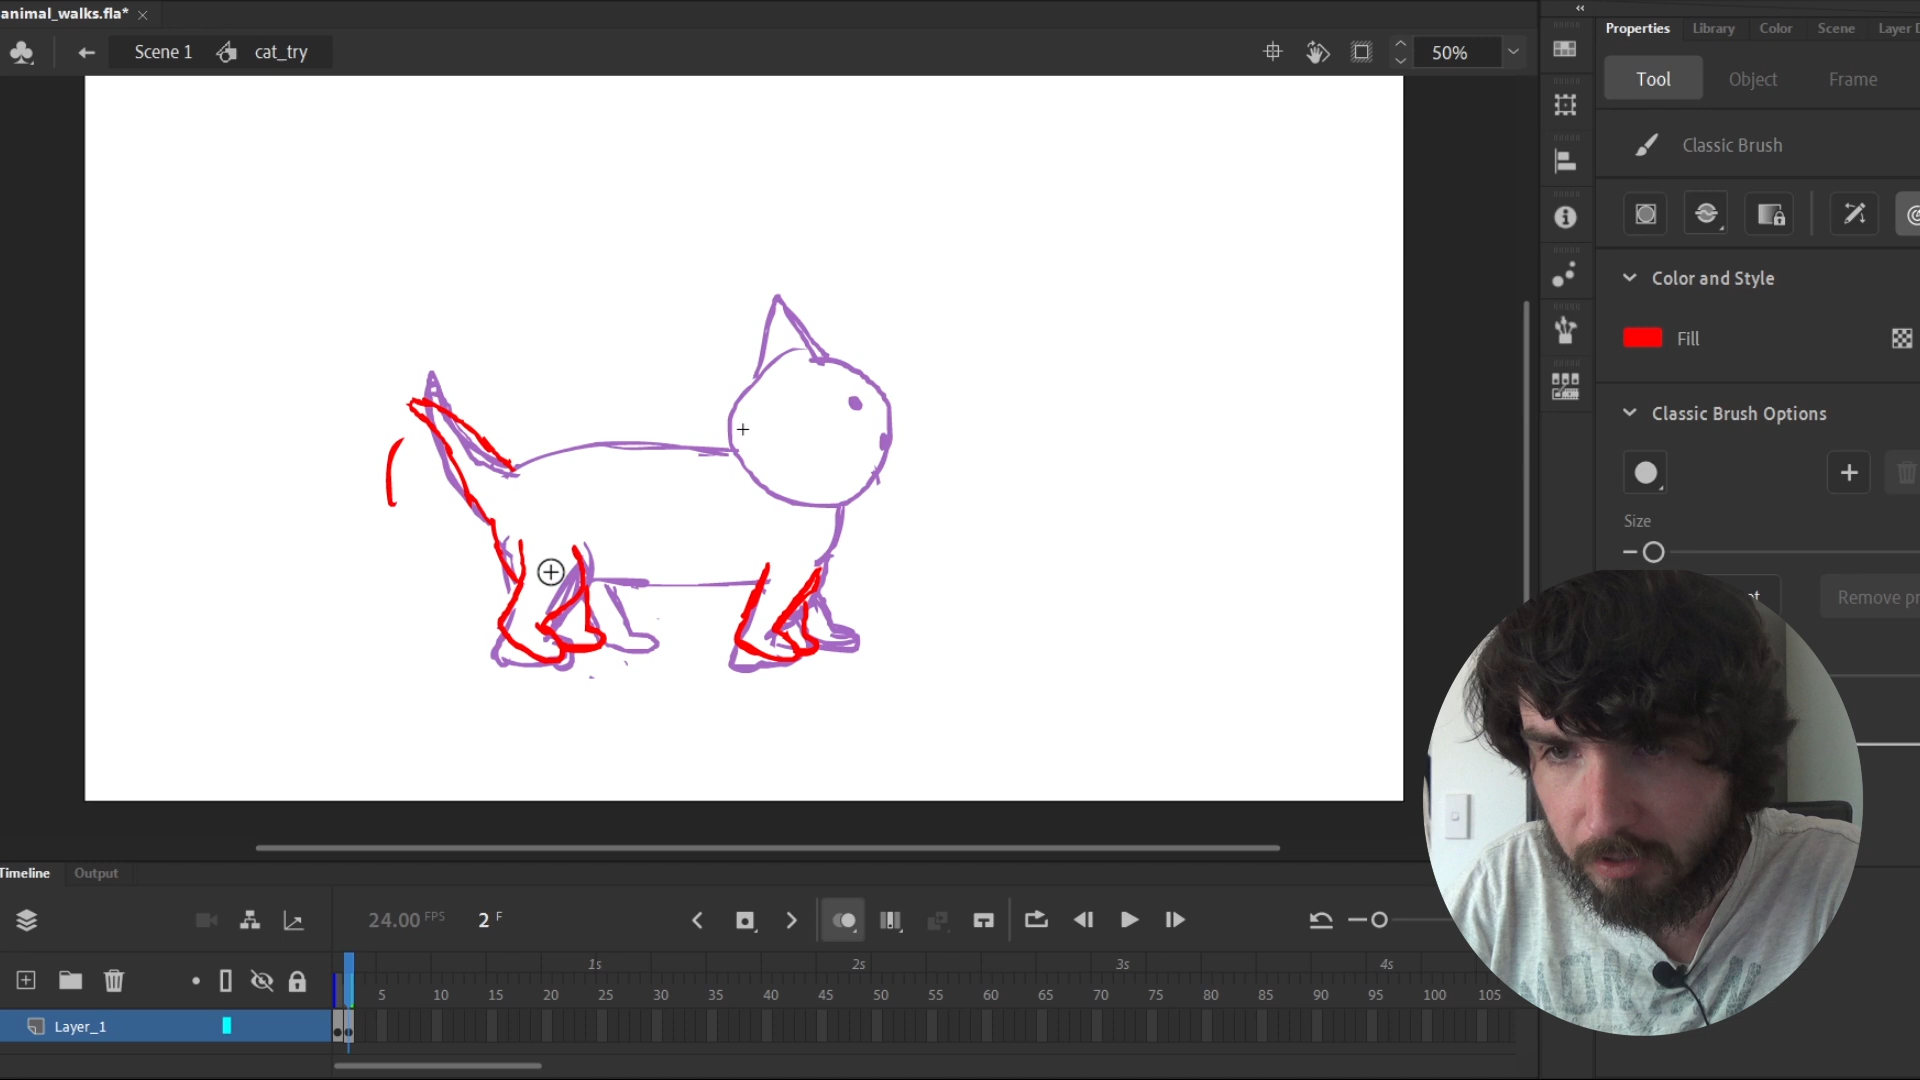 animal_walks.fla*
Scene 1
cat_try
50%
Properties
Library
Color
Scene
Tool
Object
Frame
Classic Brush
Color and Style
Fill
Classic Brush Options
Size
Timeline
Output
24.00 FPS
2 F
1s
2s
3s
4s
5
10
15
20
25
30
35
40
45
50
55
60
65
70
75
80
85
90
95
100
105
Layer_1